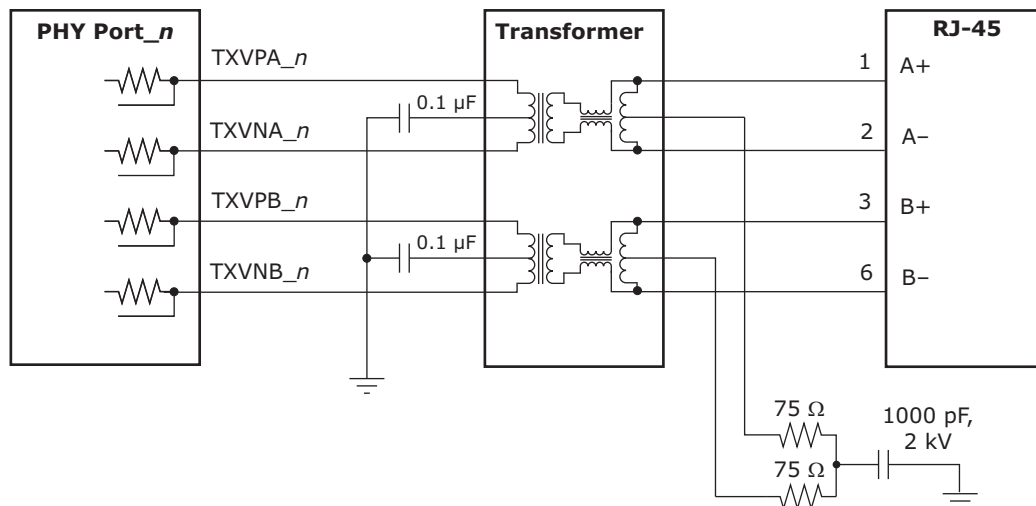 PHY Port_n
Transformer
RJ-45
TXVPA_n
1
A+
0.1 µF
TXVNA_n
2
A−
TXVPB_n
3
B+
0.1 µF
TXVNB_n
6
B−
75 Ω
1000 pF,
2 kV
75 Ω